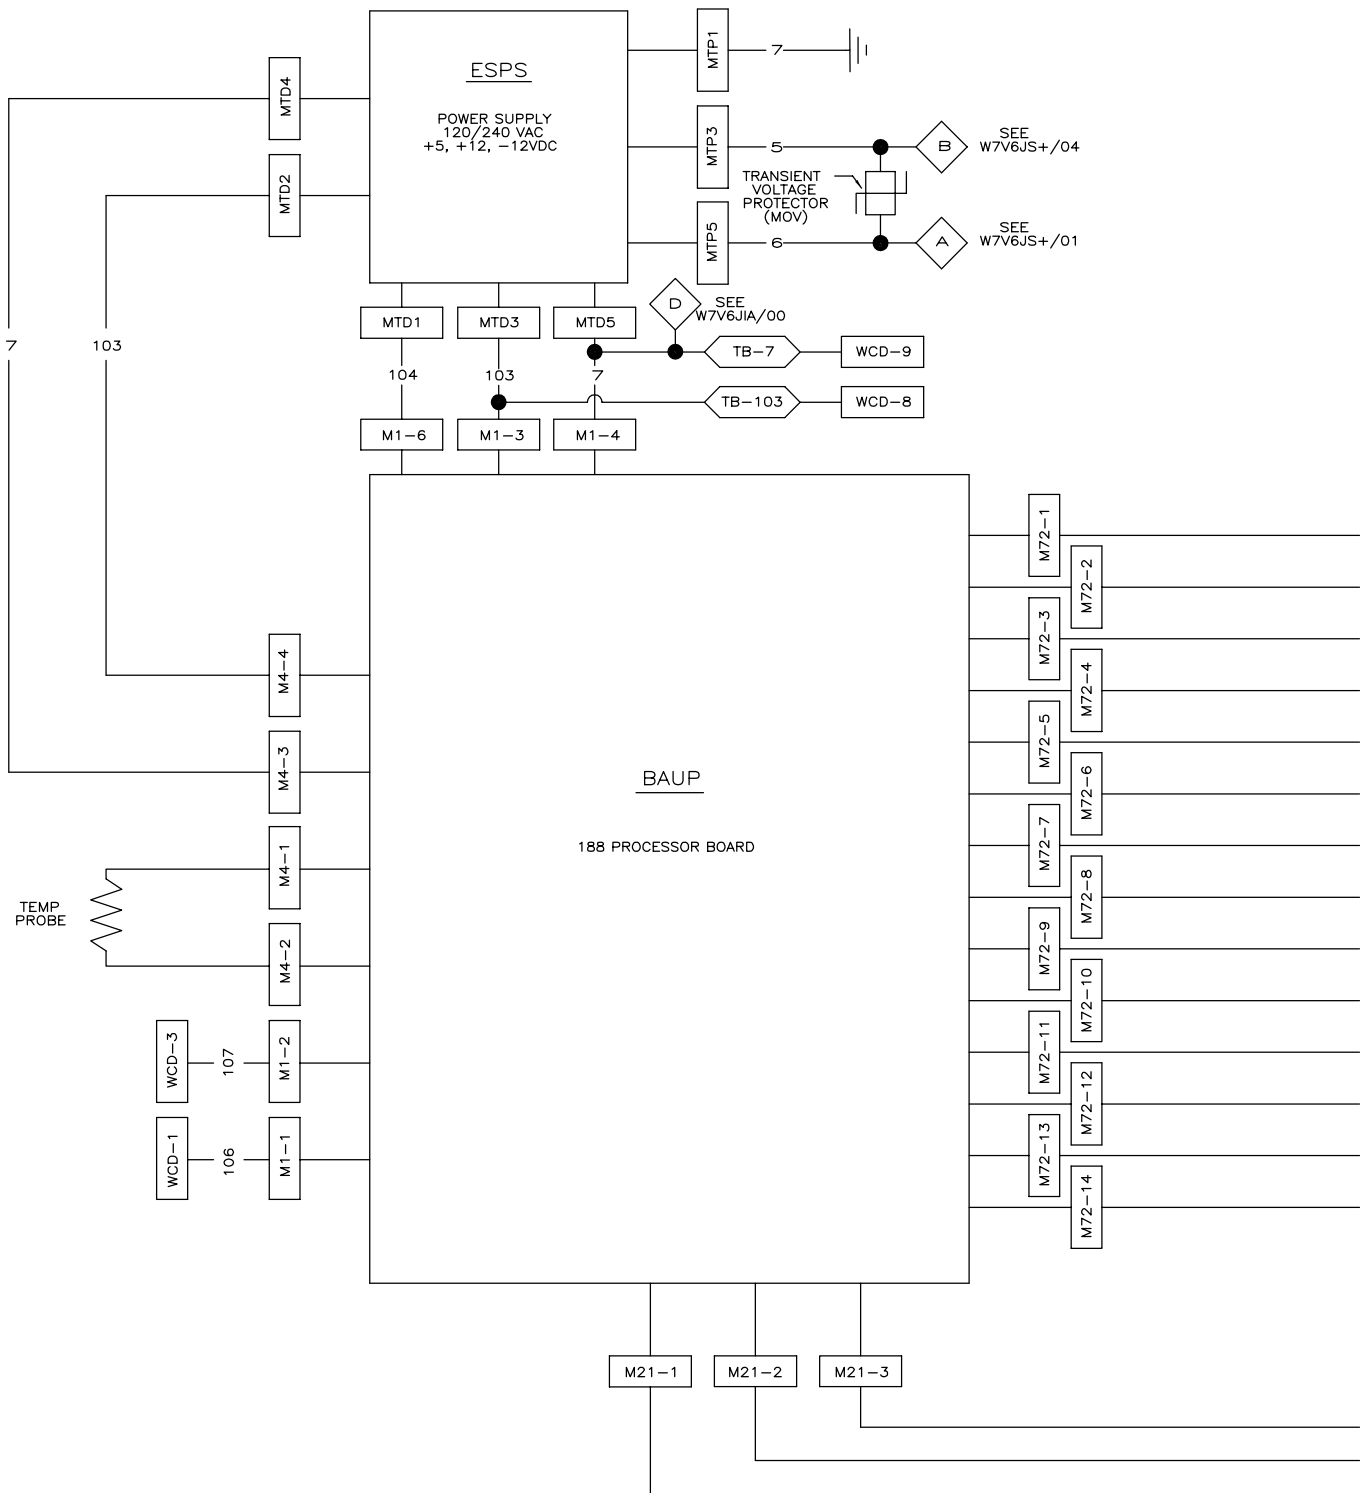 ESPS
POWER SUPPLY
120/240 VAC
+5, +12, −12VDC
MTP1
7
MTD4
MTP3
5
B
SEE
W7V6JS+/04
TRANSIENT
VOLTAGE
PROTECTOR
(MOV)
MTD2
MTP5
6
A
SEE
W7V6JS+/01
D
SEE
W7V6JIA/00
MTD1
MTD3
MTD5
7
103
TB−7
WCD−9
104
103
7
TB−103
WCD−8
M1−6
M1−3
M1−4
M72−1
M72−2
M72−3
M4−4
M72−4
M72−5
M4−3
BAUP
M72−6
188 PROCESSOR BOARD
M72−7
M4−1
M72−8
TEMP
PROBE
M4−2
M72−9
M72−10
WCD−3
107
M1−2
M72−11
M72−12
WCD−1
106
M1−1
M72−13
M72−14
M21−1
M21−2
M21−3